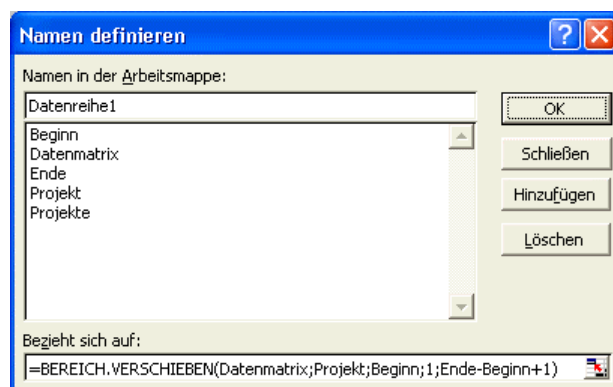 Namen definieren
Namen in der Arbeitsmappe:
Datenreihe1
OK
Beginn
Datenmatrix
Ende
Projekt
Projekte
Schließen
Hinzufügen
Löschen
Bezieht sich auf:
=BEREICH.VERSCHIEBEN(Datenmatrix;Projekt;Beginn;1;Ende-Beginn+1)